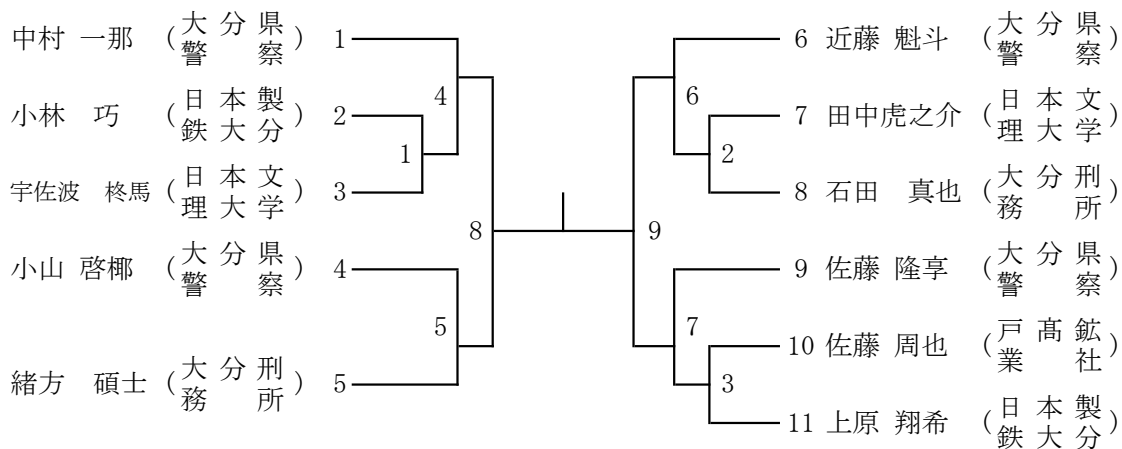 中村 一那 （大分県警察） 1
小林 巧 （日本製鉄大分） 2
宇佐波 柊馬 （日本文理大学） 3
小山 啓椰 （大分県警察） 4
緒方 碩士 （大分刑務所） 5
1
4
5
8
9
6
2
7
3
6 近藤 魁斗 （大分県警察）
7 田中虎之介 （日本文理大学）
8 石田 真也 （大分刑務所）
9 佐藤 隆享 （大分県警察）
10 佐藤 周也 （戸髙鉱業社）
11 上原 翔希 （日本製鉄大分）